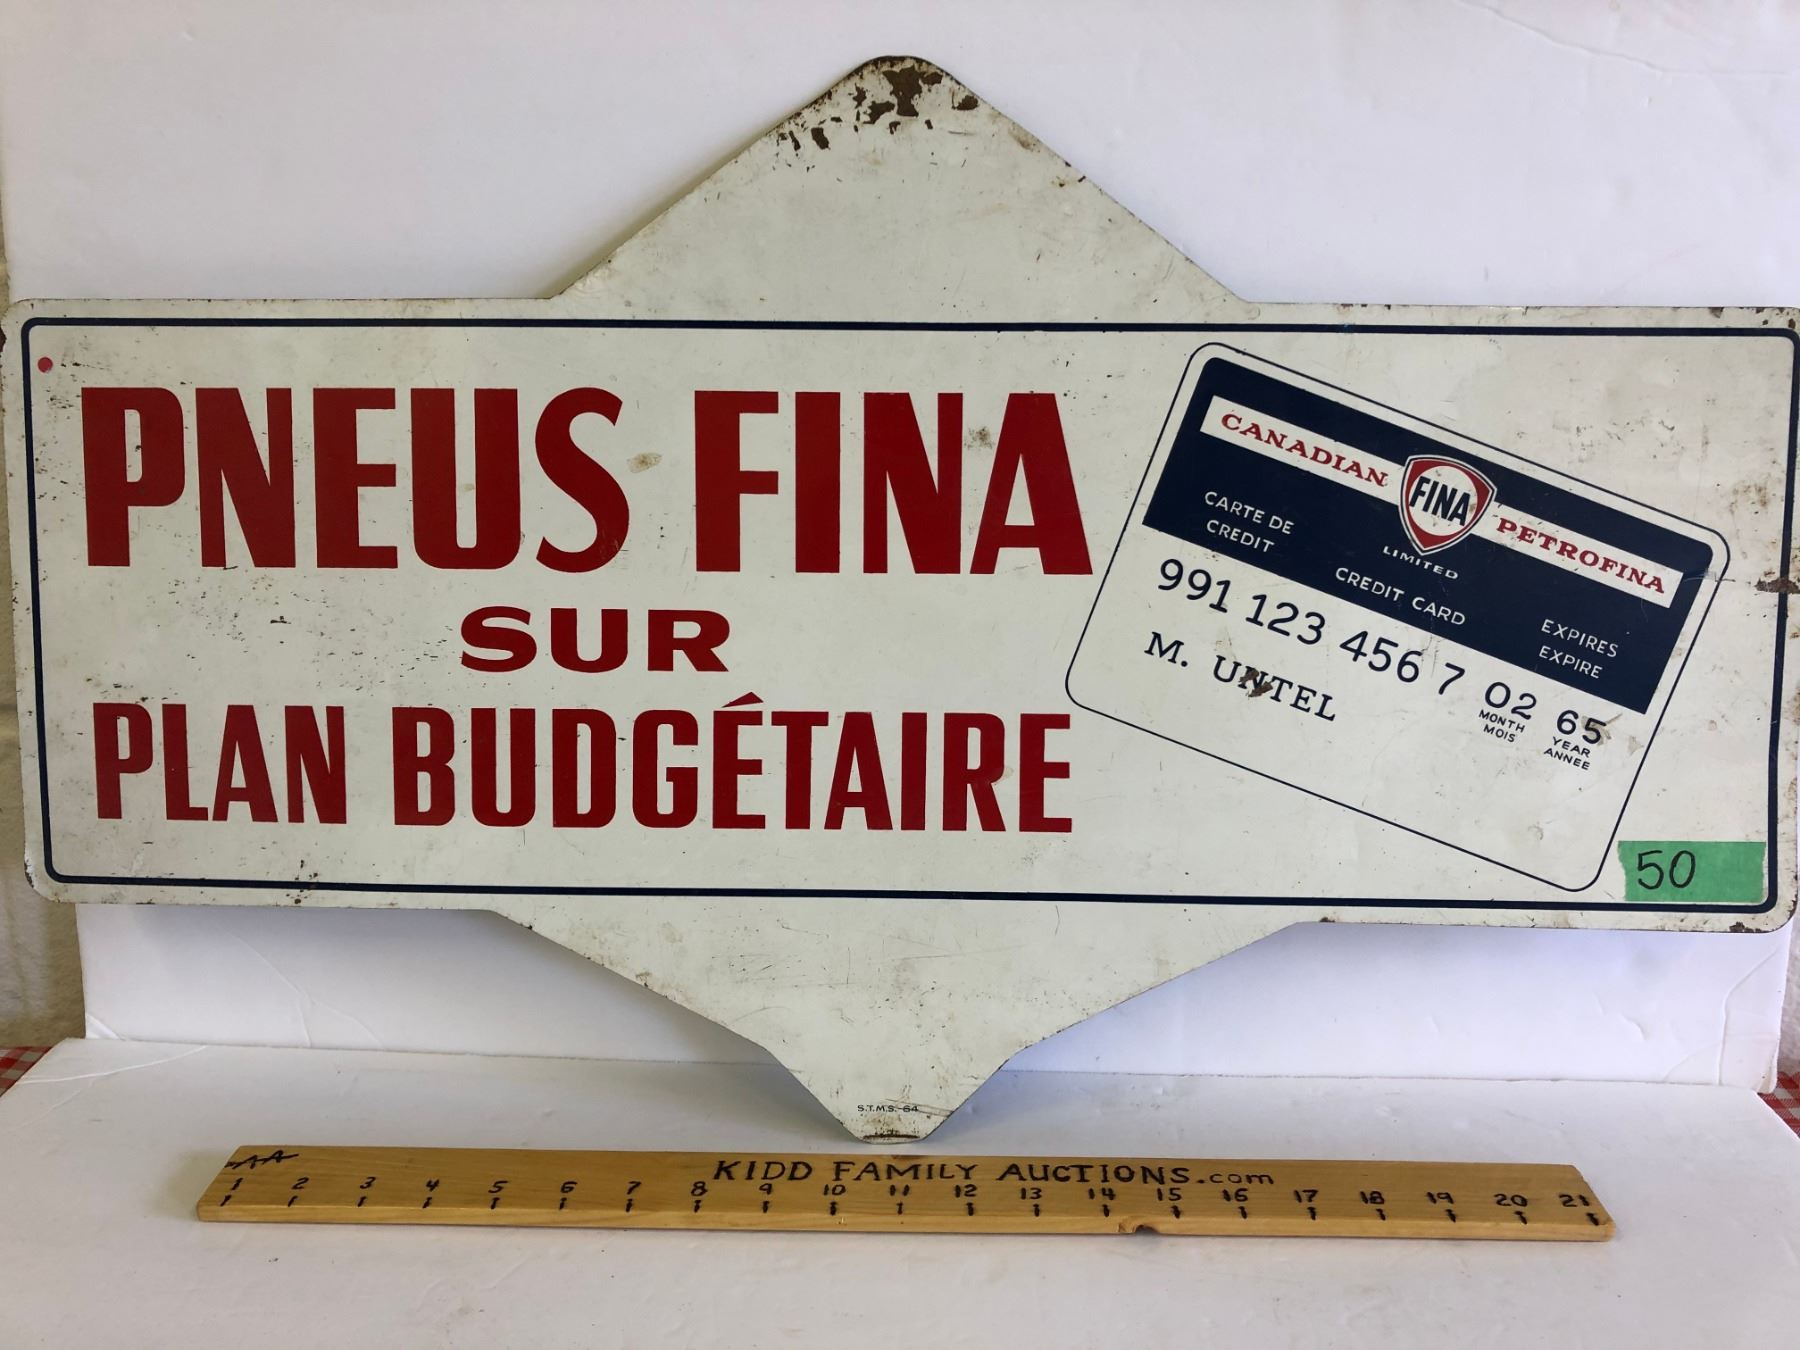 PNEUS FINA
SUR
PLAN BUDGÉTAIRE
CANADIAN FINA PETROFINA
LIMITED
CARTE DE
CREDIT
CREDIT CARD
EXPIRES
EXPIRE
991 123 456 7 02 65
MONTH
MOIS
YEAR
ANNEE
M. UNTEL
50
S.T.M.S.-64
KIDD FAMILY AUCTIONS.com
1 2 3 4 5 6 7 8 9 10 11 12 13 14 15 16 17 18 19 20 21